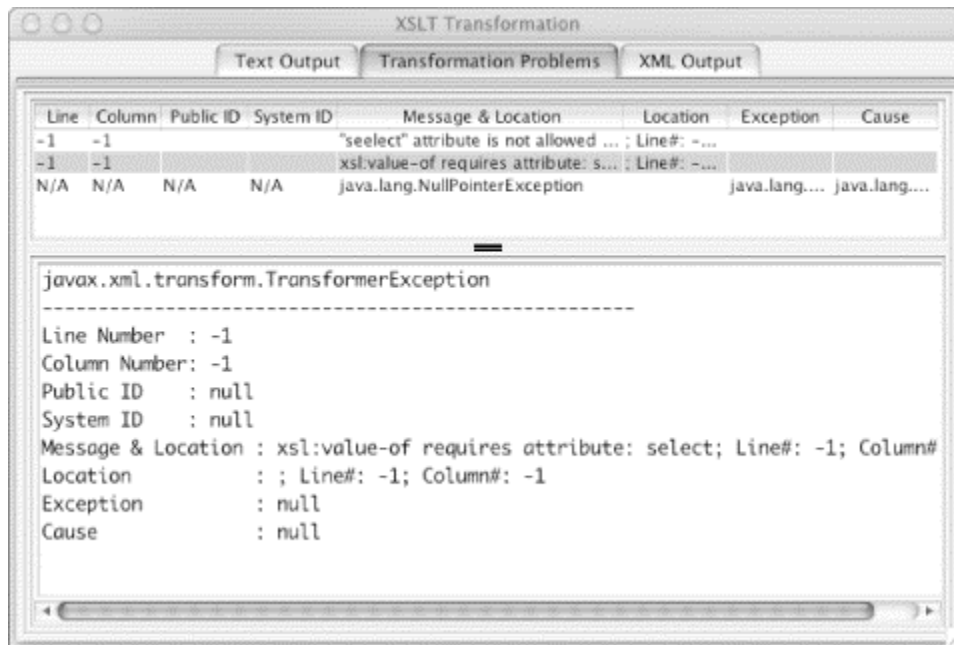 XSLT Transformation
Text Output Transformation Problems XML Output
Line Column Public ID System ID Message & Location Location Exception Cause
-1 -1 "seelect" attribute is not allowed ... ; Line#: -...
-1 -1 xsl:value-of requires attribute: s... ; Line#: -...
N/A N/A N/A N/A java.lang.NullPointerException java.lang.... java.lang....
javax.xml.transform.TransformerException
-----------------------------------------------------
Line Number : -1
Column Number: -1
Public ID : null
System ID : null
Message & Location : xsl:value-of requires attribute: select; Line#: -1; Column#
Location : ; Line#: -1; Column#: -1
Exception : null
Cause : null